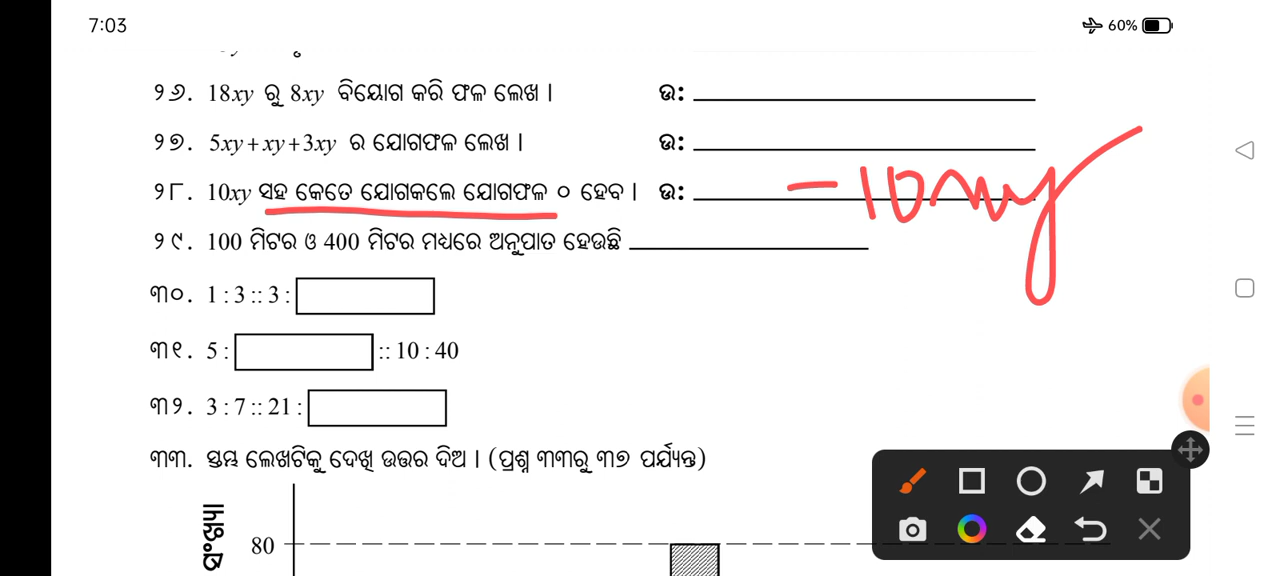 7:03 60%
୨୬. 18xy ରୁ 8xy ବିୟୋଗ କରି ଫଳ ଲେଖ । ଉ:
୨୭. 5xy + xy + 3xy ର ଯୋଗଫଳ ଲେଖ । ଉ:
୨୮. 10xy ସହ କେତେ ଯୋଗକଲେ ଯୋଗଫଳ ୦ ହେବ । ଉ: -10xy
୨୯. 100 ମିଟର ଓ 400 ମିଟର ମଧ୍ୟରେ ଅନୁପାତ ହେଉଛି
୩୦. 1 : 3 :: 3 :
୩୧. 5 : :: 10 : 40
୩୨. 3 : 7 :: 21 :
୩୩. ସ୍ତମ୍ଭ ଲେଖଟିକୁ ଦେଖି ଉତ୍ତର ଦିଅ । (ପ୍ରଶ୍ନ ୩୩ରୁ ୩୭ ପର୍ଯ୍ୟନ୍ତ)
ସଂଖ୍ୟା
80